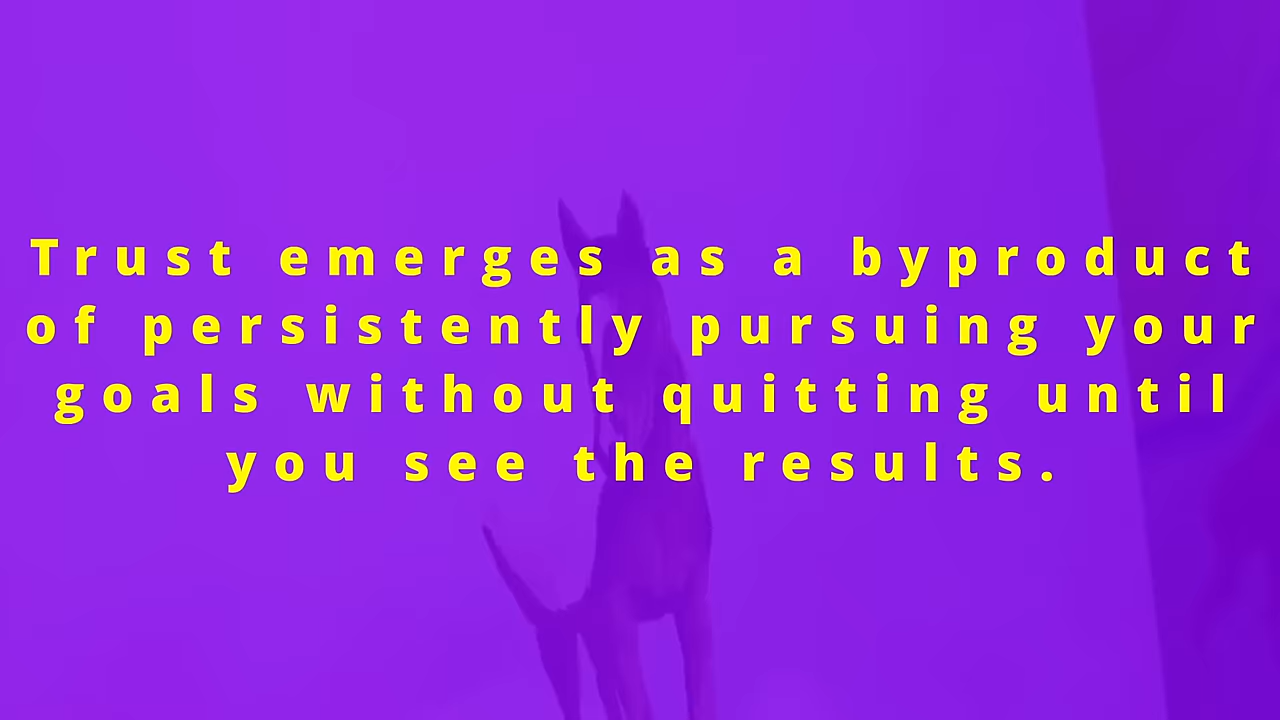 Trust emerges as a byproduct
of persistently pursuing your
goals without quitting until
you see the results.